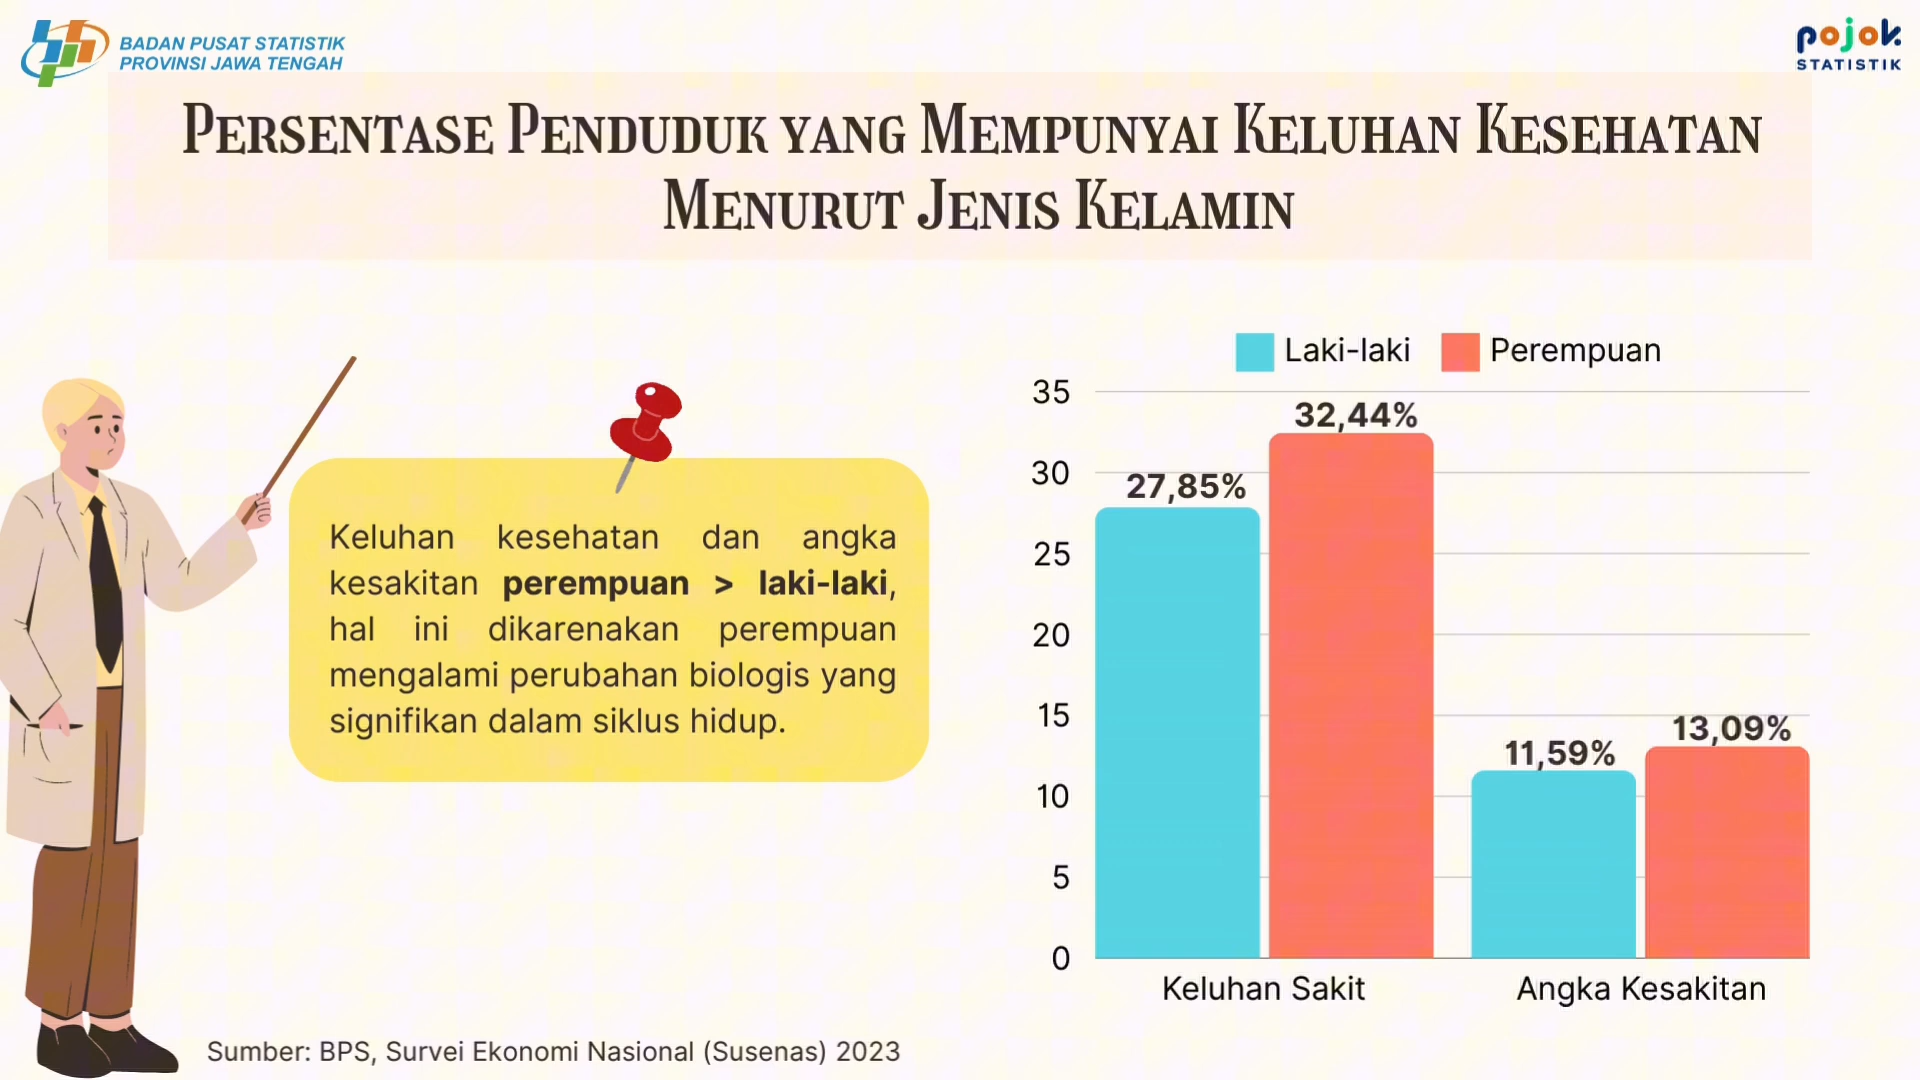 BADAN PUSAT STATISTIK
PROVINSI JAWA TENGAH
pojok
STATISTIK
PERSENTASE PENDUDUK YANG MEMPUNYAI KELUHAN KESEHATAN
MENURUT JENIS KELAMIN
Keluhan kesehatan dan angka
kesakitan perempuan > laki-laki,
hal ini dikarenakan perempuan
mengalami perubahan biologis yang
signifikan dalam siklus hidup.
Laki-laki Perempuan
35
30
25
20
15
10
5
0
27,85%
32,44%
11,59%
13,09%
Keluhan Sakit Angka Kesakitan
Sumber: BPS, Survei Ekonomi Nasional (Susenas) 2023